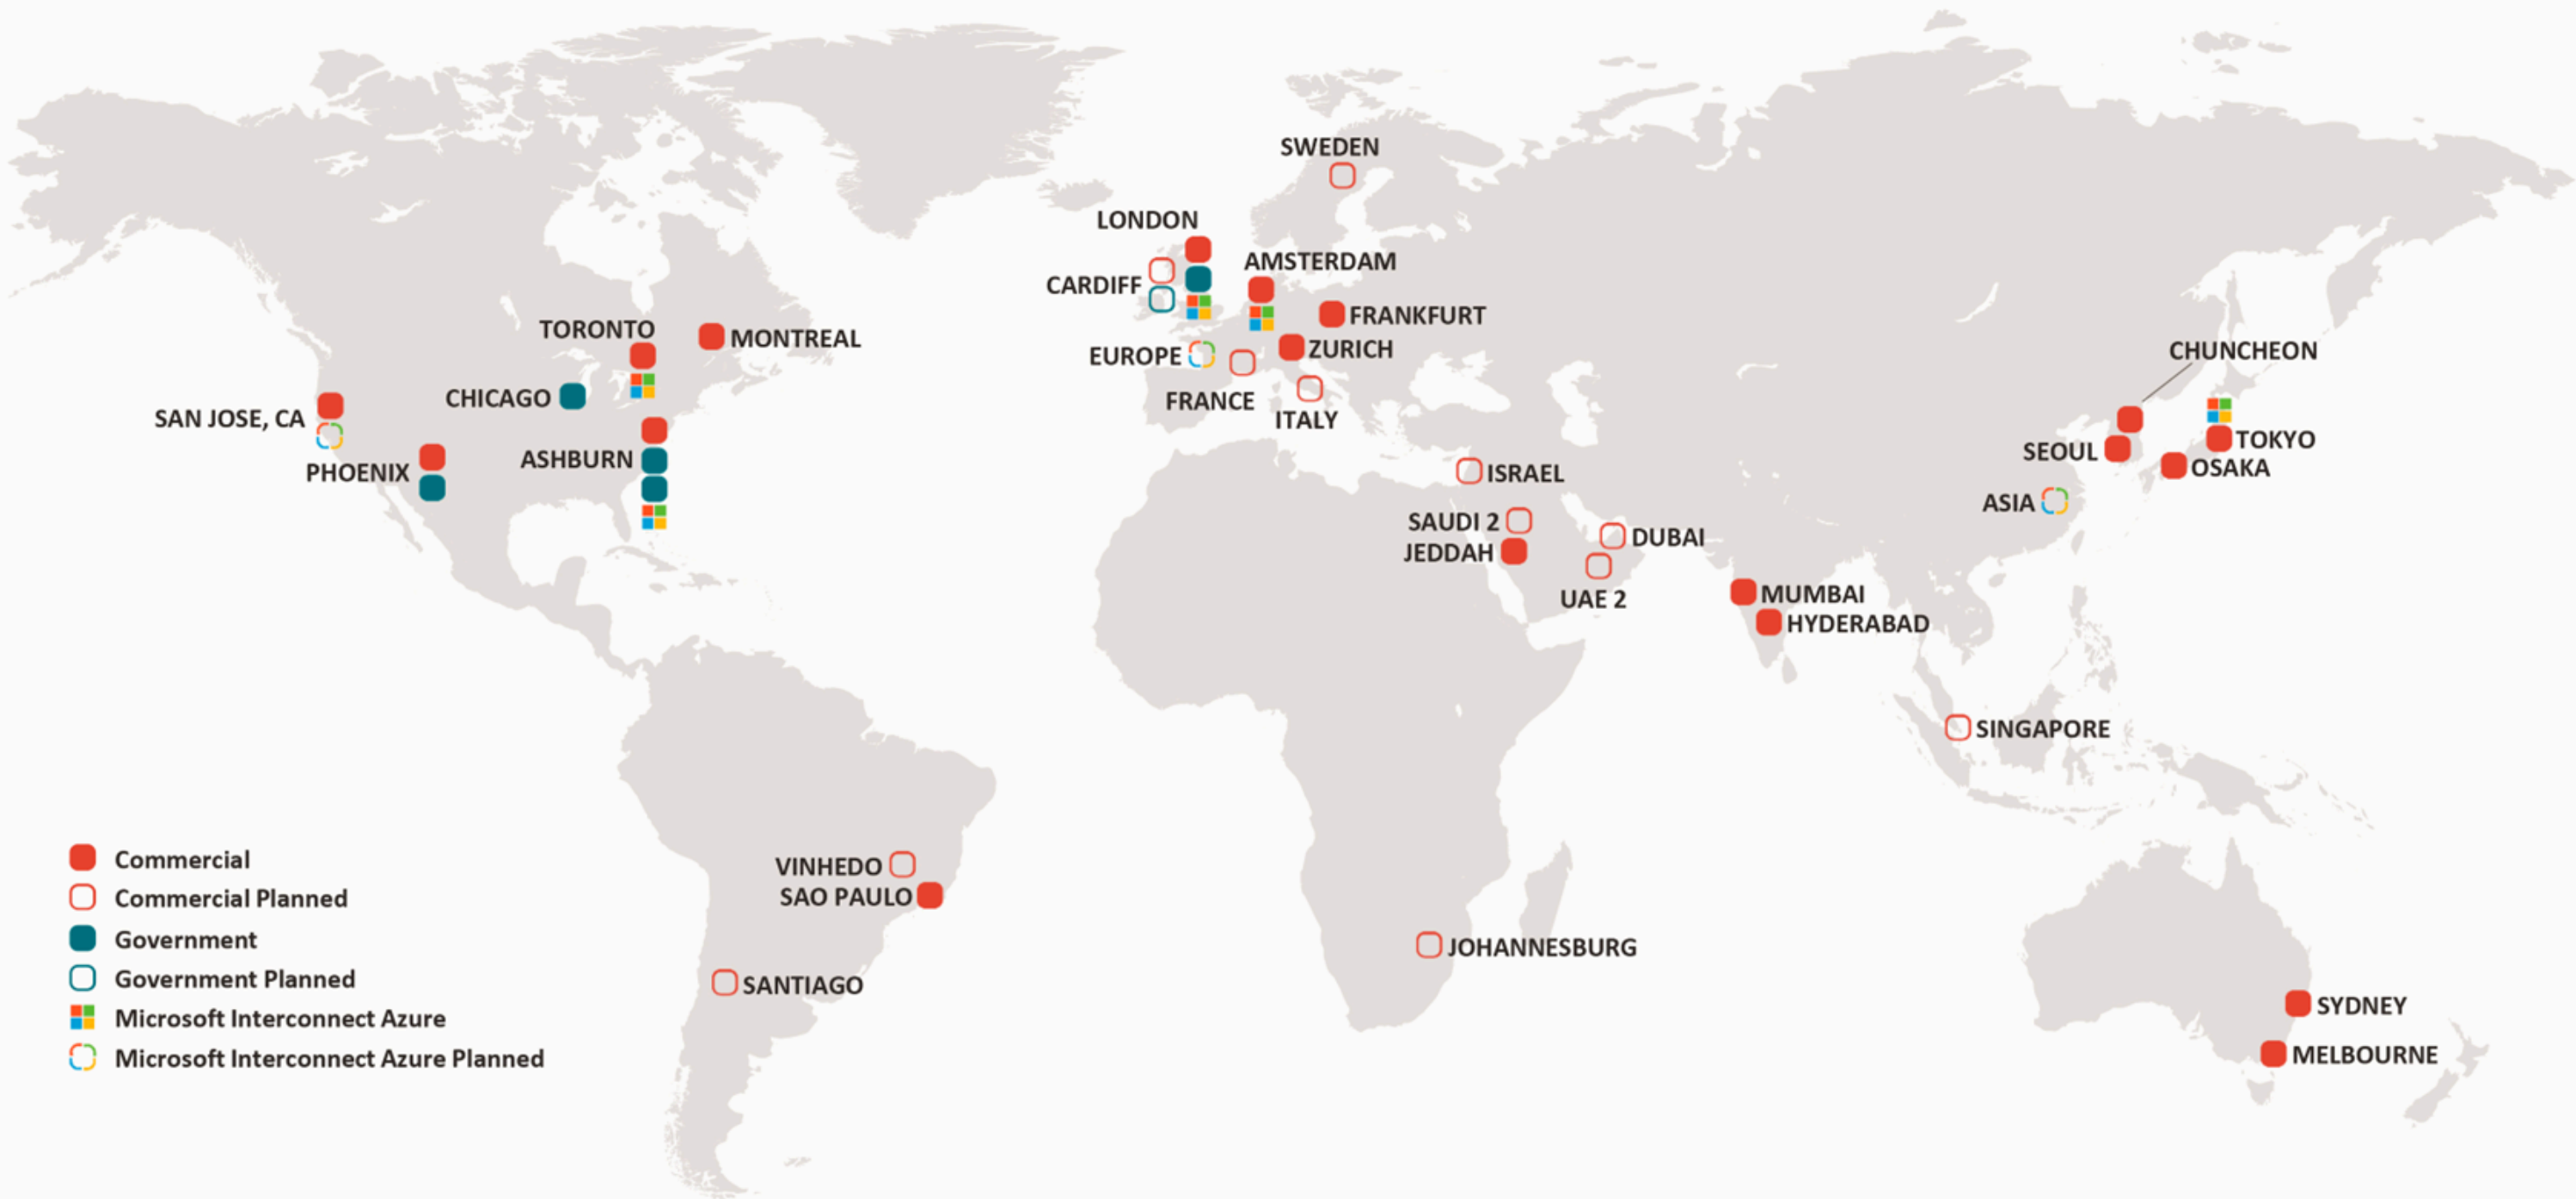 SWEDEN
LONDON
AMSTERDAM
CARDIFF
FRANKFURT
TORONTO
MONTREAL
EUROPE
ZURICH
CHUNCHEON
CHICAGO
FRANCE
ITALY
SAN JOSE, CA
PHOENIX
ASHBURN
ISRAEL
SEOUL
TOKYO
OSAKA
ASIA
SAUDI 2
DUBAI
JEDDAH
UAE 2
MUMBAI
HYDERABAD
SINGAPORE
VINHEDO
SAO PAULO
JOHANNESBURG
SANTIAGO
SYDNEY
MELBOURNE
Commercial
Commercial Planned
Government
Government Planned
Microsoft Interconnect Azure
Microsoft Interconnect Azure Planned